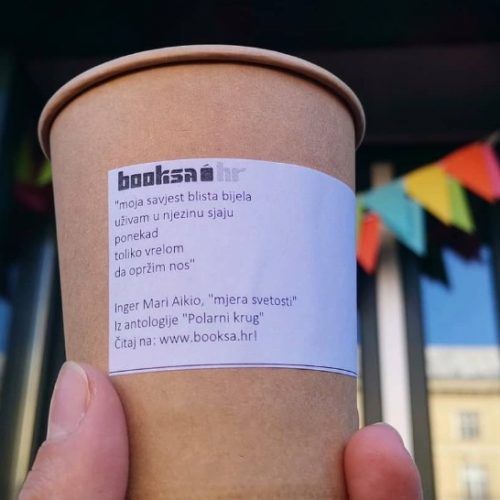 booksa hr
"moja savjest blista bijela
uživam u njezinu sjaju
ponekad
toliko vrelom
da opržim nos"
Inger Mari Aikio, "mjera svetosti"
Iz antologije "Polarni krug"
Čitaj na: www.booksa.hr!